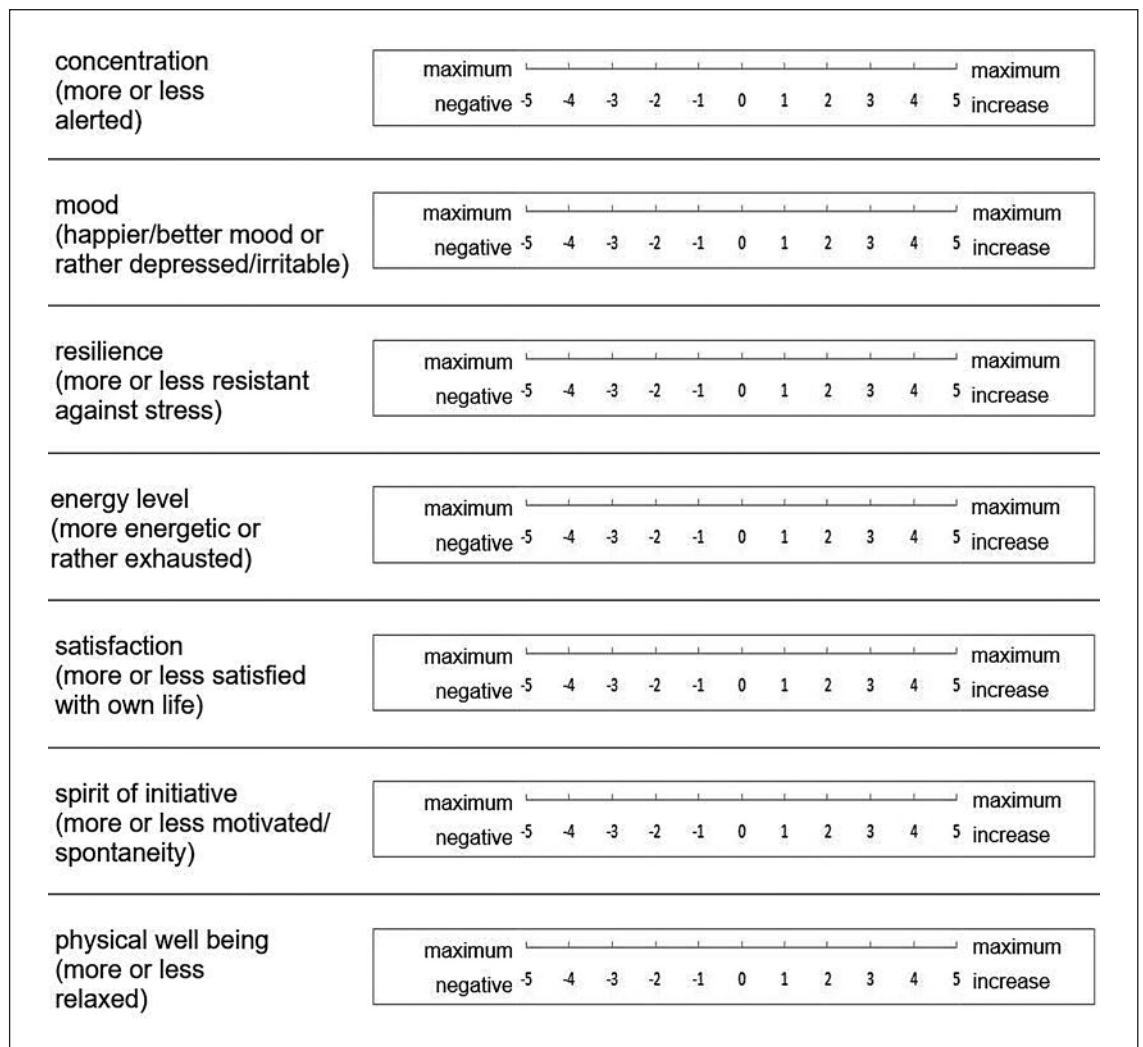 concentration
(more or less
alerted)
maximum maximum
negative -5 -4 -3 -2 -1 0 1 2 3 4 5 increase
mood
(happier/better mood or
rather depressed/irritable)
maximum maximum
negative -5 -4 -3 -2 -1 0 1 2 3 4 5 increase
resilience
(more or less resistant
against stress)
maximum maximum
negative -5 -4 -3 -2 -1 0 1 2 3 4 5 increase
energy level
(more energetic or
rather exhausted)
maximum maximum
negative -5 -4 -3 -2 -1 0 1 2 3 4 5 increase
satisfaction
(more or less satisfied
with own life)
maximum maximum
negative -5 -4 -3 -2 -1 0 1 2 3 4 5 increase
spirit of initiative
(more or less motivated/
spontaneity)
maximum maximum
negative -5 -4 -3 -2 -1 0 1 2 3 4 5 increase
physical well being
(more or less
relaxed)
maximum maximum
negative -5 -4 -3 -2 -1 0 1 2 3 4 5 increase